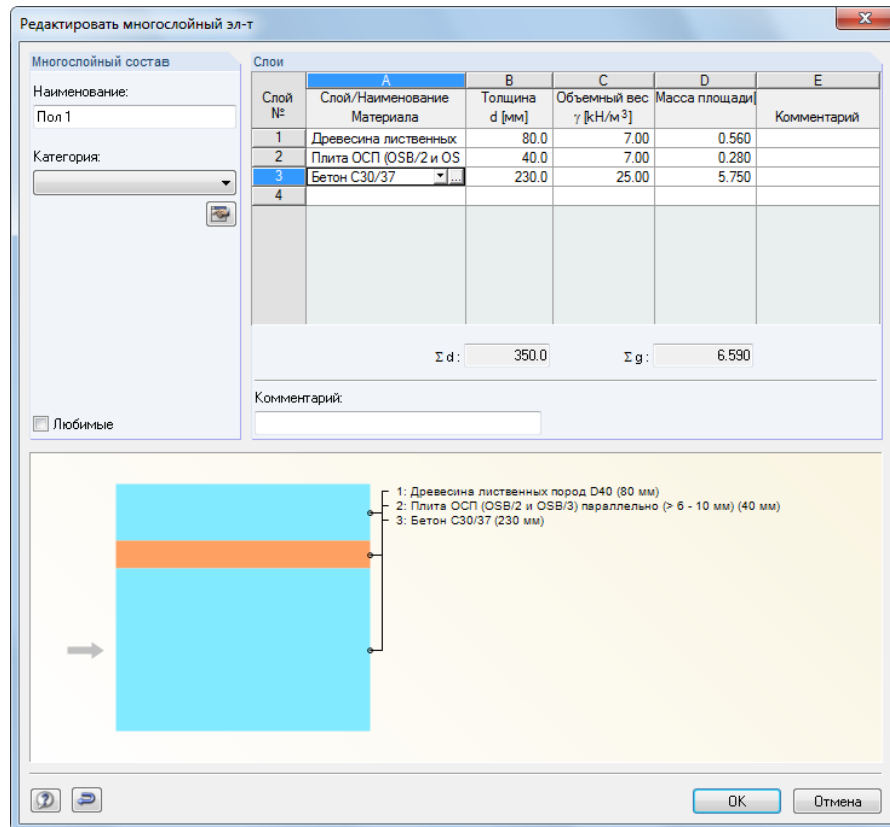 Редактировать многослойный эл-т
Многослойный состав
Наименование:
Пол 1
Категория:
Любимые
Слои
A B C D E
Слой № Слой/Наименование Материала Толщина d [мм] Объемный вес γ [kH/м³] Масса площади[ Комментарий
1 Древесина лиственных 80.0 7.00 0.560
2 Плита ОСП (OSB/2 и OS 40.0 7.00 0.280
3 Бетон C30/37 ... 230.0 25.00 5.750
4
Σ d : 350.0 Σ g : 6.590
Комментарий:
1: Древесина лиственных пород D40 (80 мм)
2: Плита ОСП (OSB/2 и OSB/3) параллельно (> 6 - 10 мм) (40 мм)
3: Бетон C30/37 (230 мм)
OK Отмена